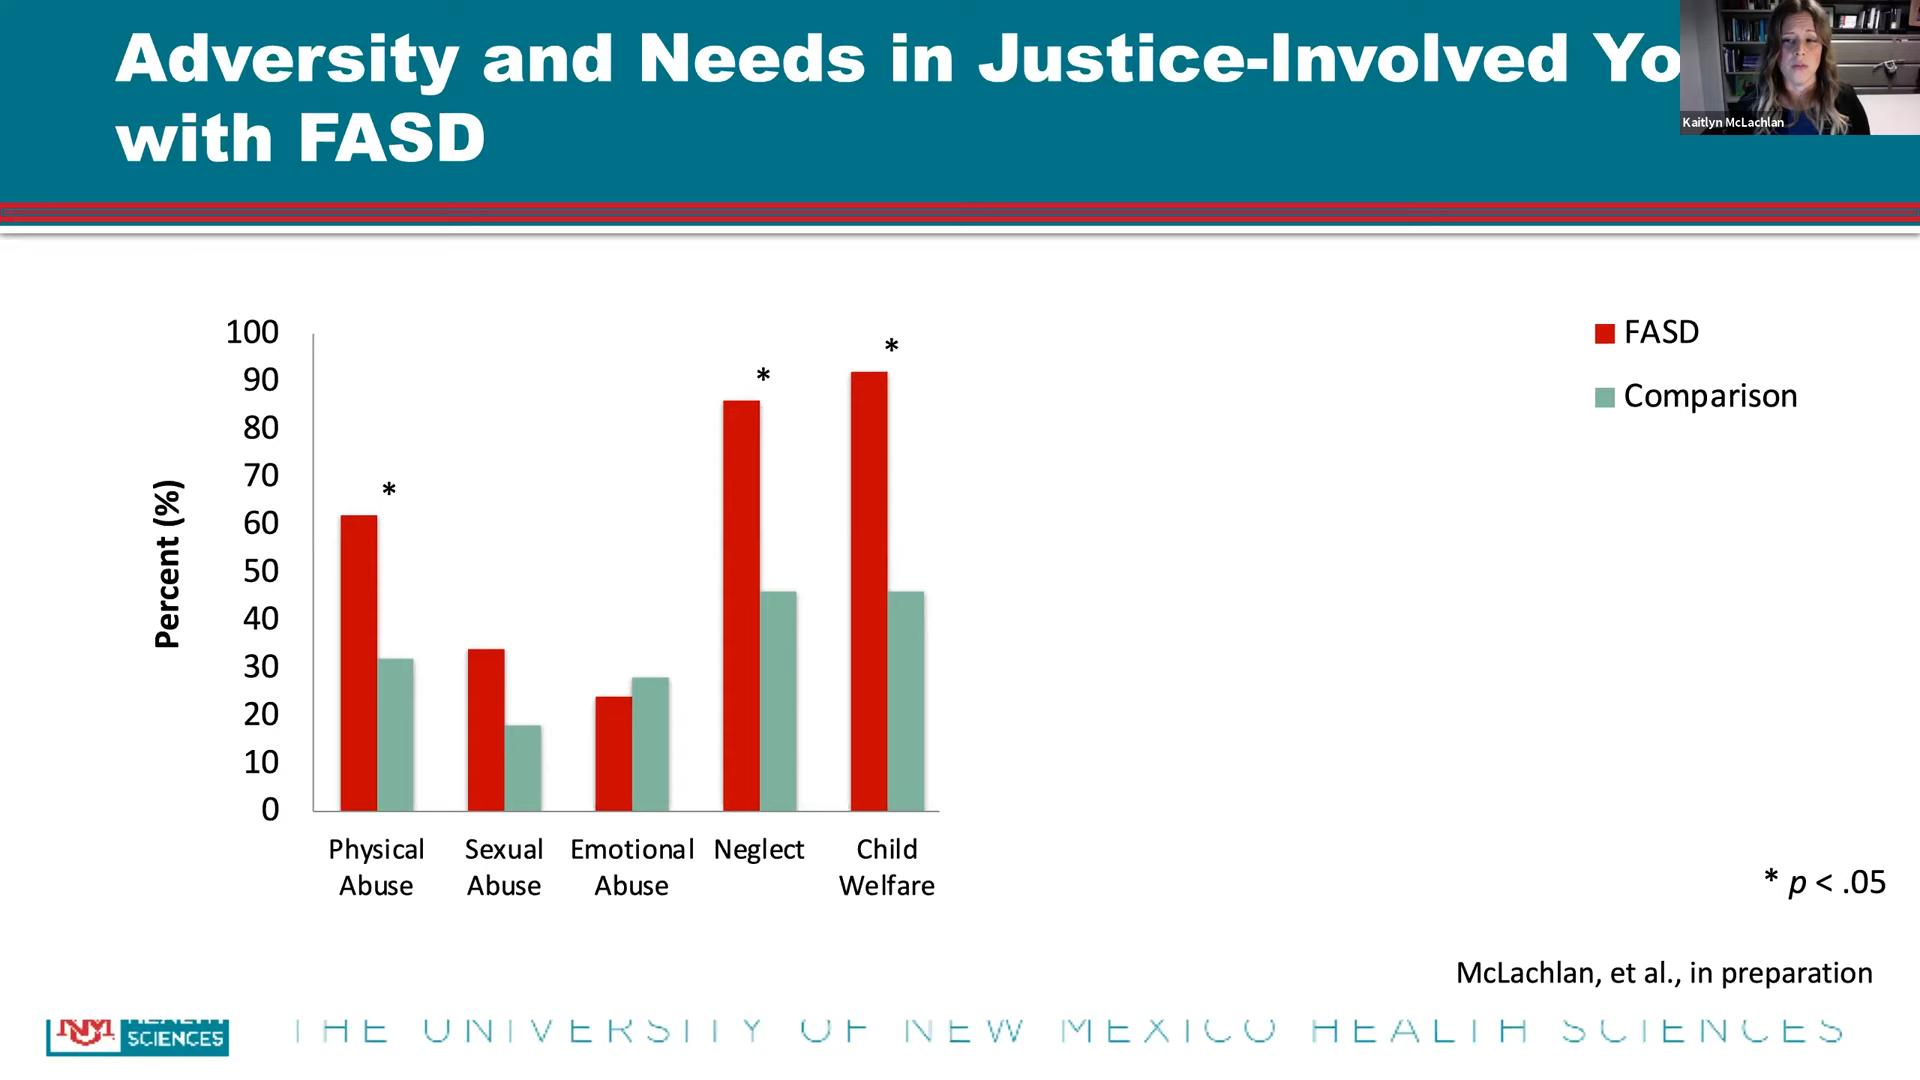 Adversity and Needs in Justice-Involved Yo
with FASD
Kaitlyn McLachlan
100
90
80
70
60
50
40
30
20
10
0
Percent (%)
*
*
*
Physical Abuse
Sexual Abuse
Emotional Abuse
Neglect
Child Welfare
FASD
Comparison
* p < .05
McLachlan, et al., in preparation
UNM HEALTH
SCIENCES
THE UNIVERSITY OF NEW MEXICO HEALTH SCIENCES